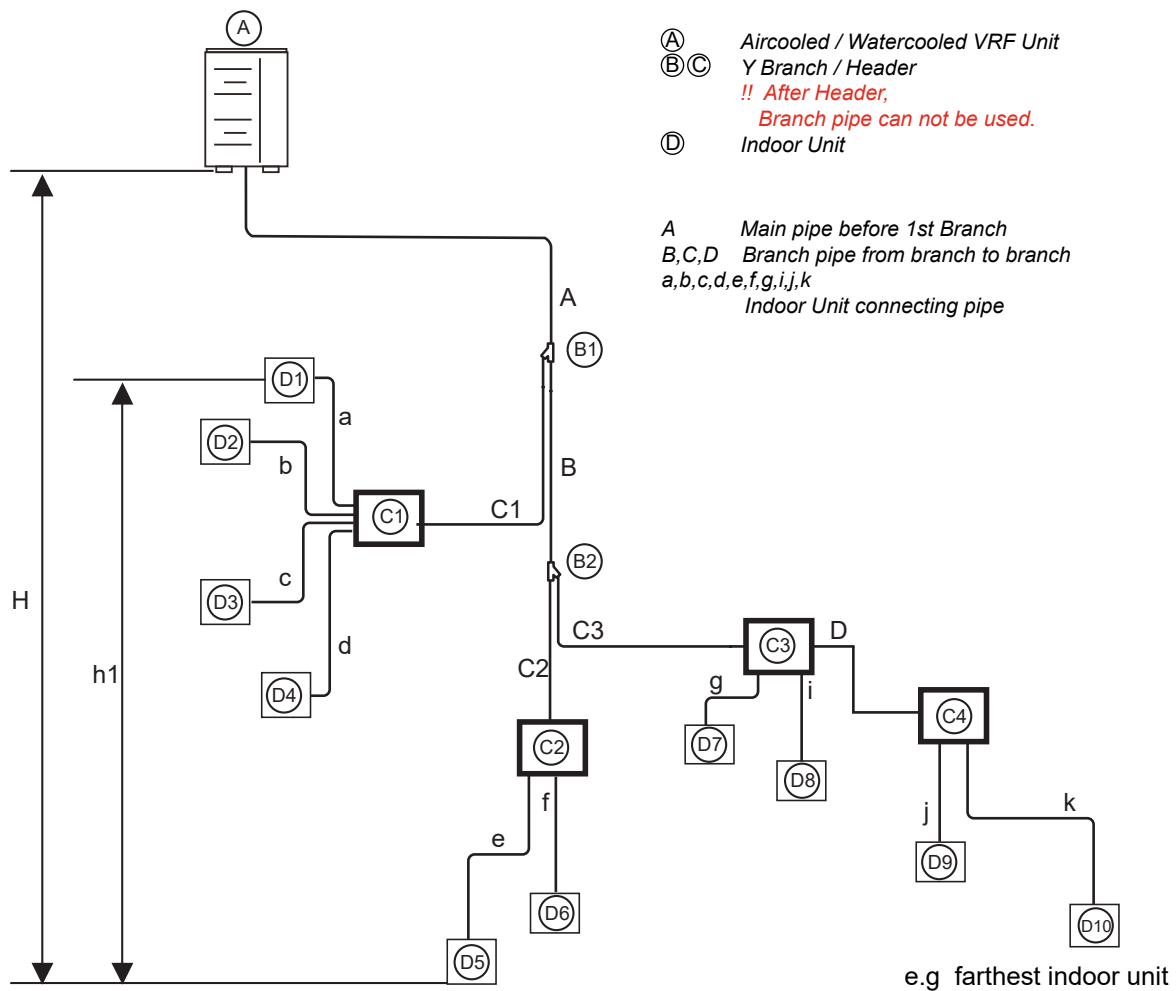 A
A Aircooled / Watercooled VRF Unit
B C Y Branch / Header
!! After Header,
Branch pipe can not be used.
D Indoor Unit
A Main pipe before 1st Branch
B,C,D Branch pipe from branch to branch
a,b,c,d,e,f,g,i,j,k
Indoor Unit connecting pipe
A
B1
D1
a
D2
b
B
C1
C1
B2
c
D3
H
d
C3
C3
D
h1
C2
D4
g
i
C4
D7
C2
D8
f
j
k
e
D9
D6
D10
D5
e.g farthest indoor unit